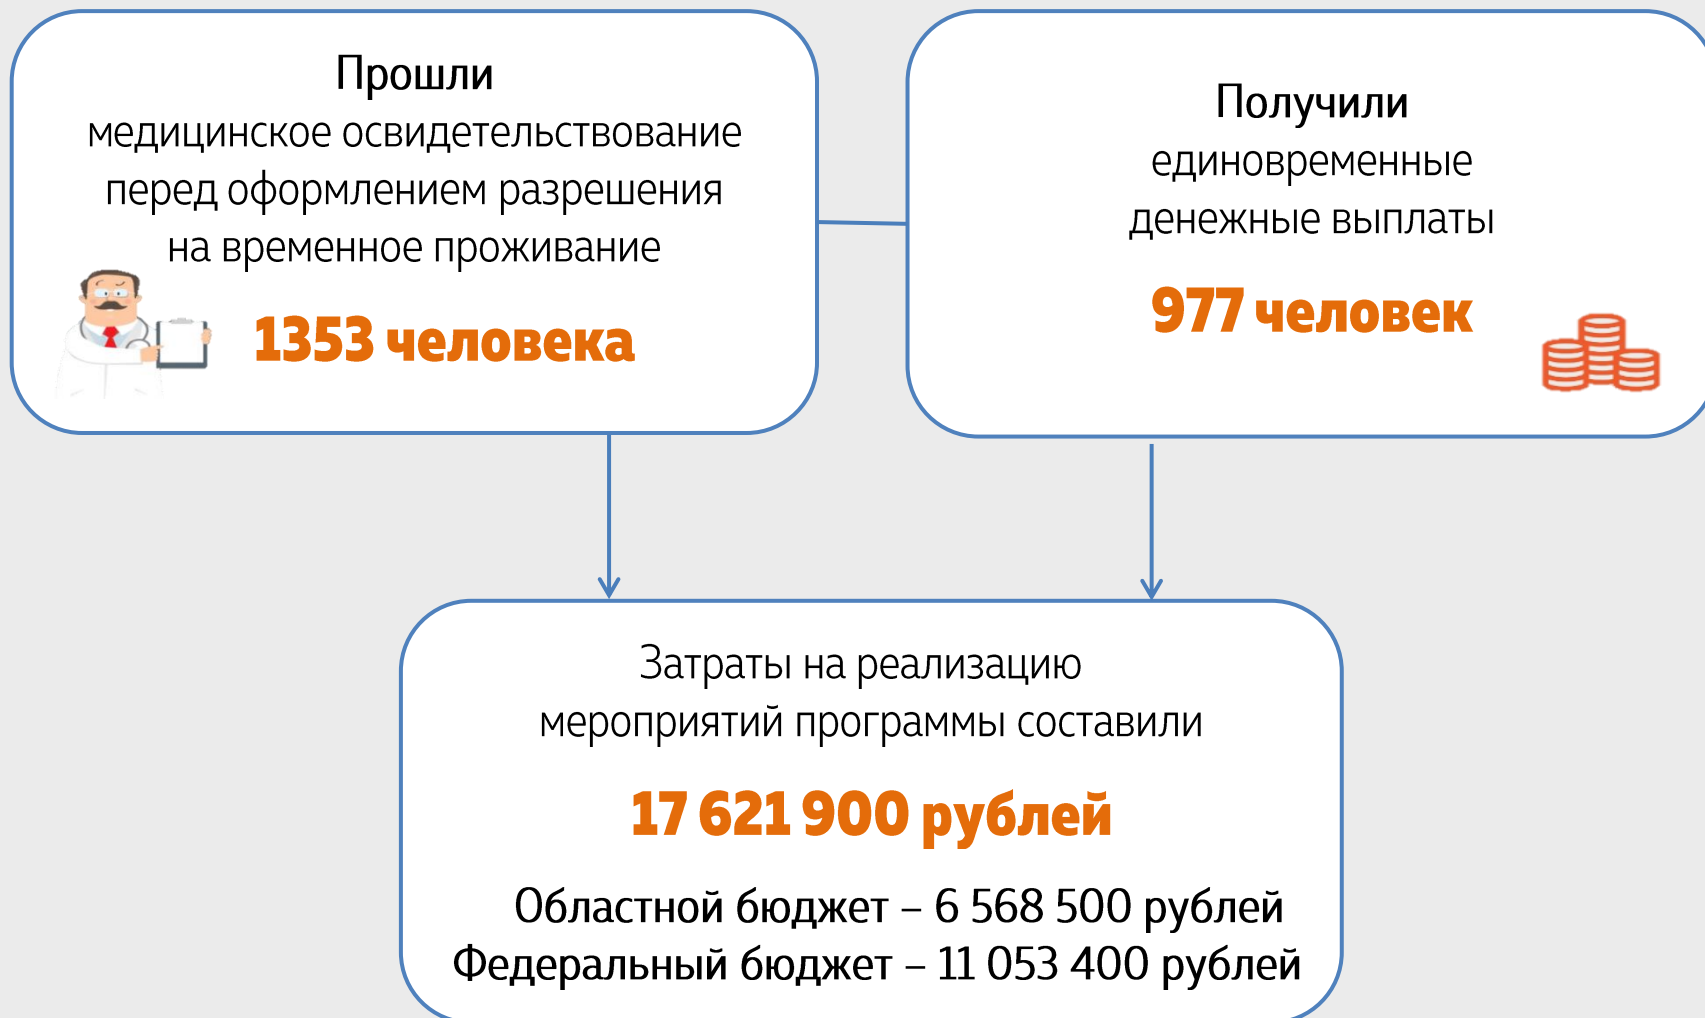 Прошли
медицинское освидетельствование
перед оформлением разрешения
на временное проживание
1353 человека
Получили
единовременные
денежные выплаты
977 человек
Затраты на реализацию
мероприятий программы составили
17 621 900 рублей
Областной бюджет – 6 568 500 рублей
Федеральный бюджет – 11 053 400 рублей